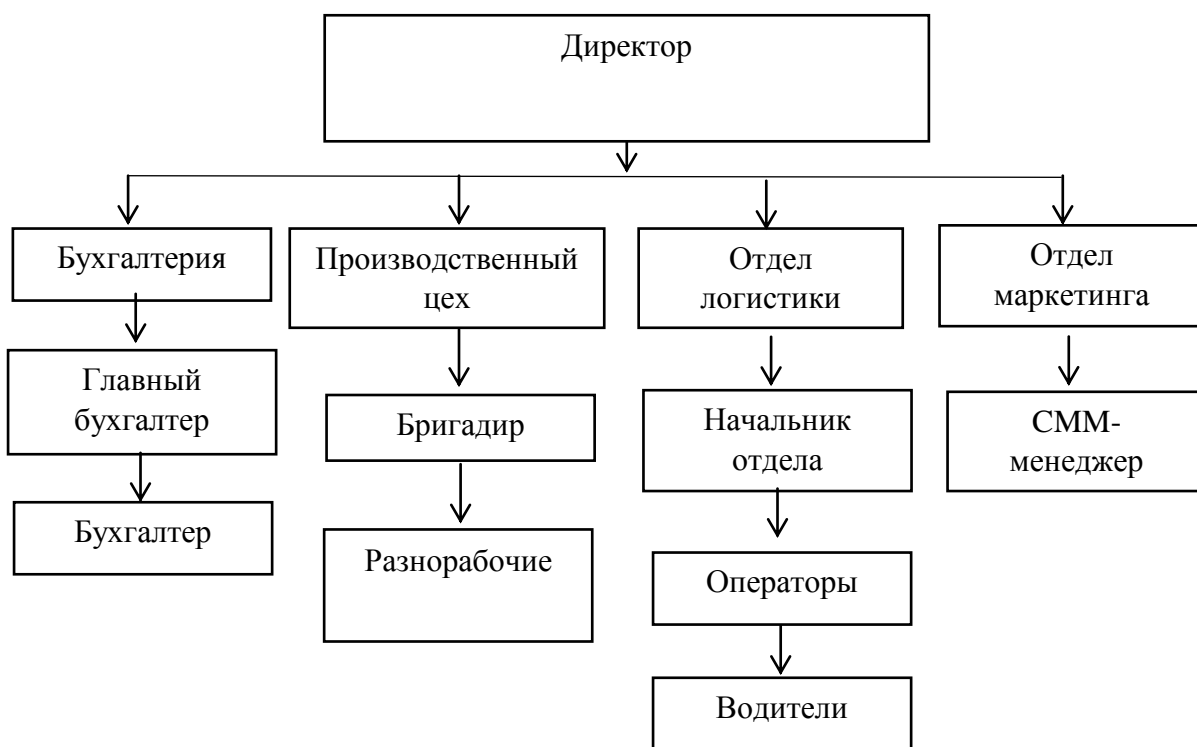 Директор
Бухгалтерия
Производственный
цех
Отдел
логистики
Отдел
маркетинга
Главный
бухгалтер
Бригадир
Начальник
отдела
СММ-
менеджер
Бухгалтер
Разнорабочие
Операторы
Водители